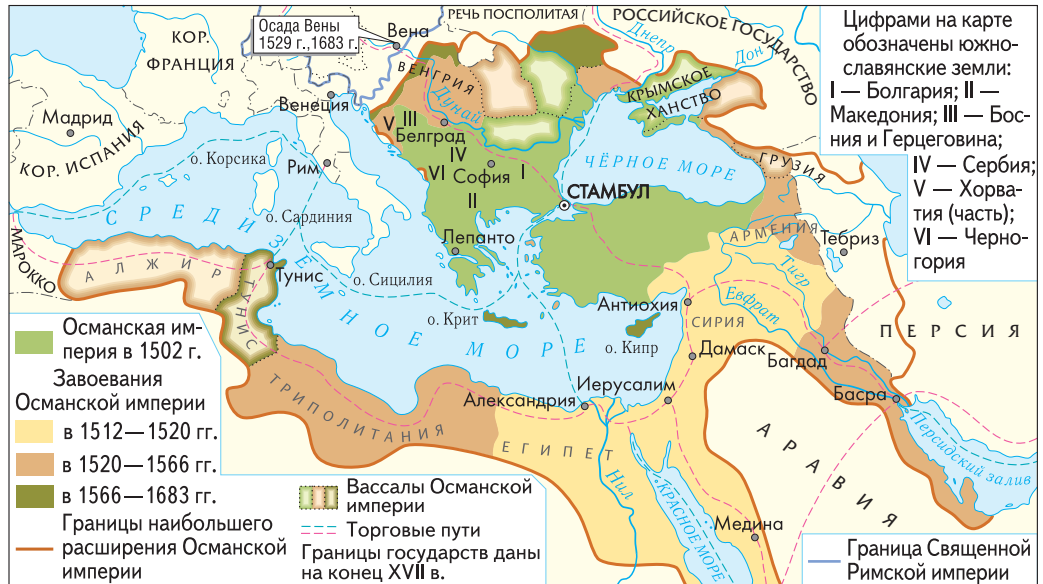 Осада Вены
1529 г., 1683 г.
Вена
КОР.
ФРАНЦИЯ
РЕЧЬ ПОСПОЛИТАЯ
РОССИЙСКОЕ ГОСУДАРСТВО
Днепр
Дон
Цифрами на карте
обозначены южно-
славянские земли:
I — Болгария; II —
Македония; III — Бос-
ния и Герцеговина;
IV — Сербия;
V — Хорва-
тия (часть);
VI — Черно-
гория
ВЕНГРИЯ
Дунай
КРЫМСКОЕ
ХАНСТВО
Венеция
Мадрид
КОР. ИСПАНИЯ
V
III
Белград
IV
VI
София
I
II
о. Корсика
Рим
ЧЁРНОЕ МОРЕ
ГРУЗИЯ
СТАМБУЛ
о. Сардиния
СРЕДИЗЕМНОЕ МОРЕ
Лепанто
АРМЕНИЯ
Тебриз
МАРОККО
АЛЖИР
Тунис
ТАНИС
о. Сицилия
Тигр
Евфрат
Антиохия
СИРИЯ
о. Крит
о. Кипр
Дамаск
Багдад
ПЕРСИЯ
Иерусалим
Александрия
Басра
ТРИПОЛИТАНИЯ
ЕГИПЕТ
Нил
КРАСНОЕ МОРЕ
АРАВИЯ
Персидский залив
Медина
Османская им-
перия в 1502 г.
Завоевания
Османской империи
в 1512—1520 гг.
в 1520—1566 гг.
в 1566—1683 гг.
Границы наибольшего
расширения Османской
империи
Вассалы Османской
империи
Торговые пути
Границы государств даны
на конец XVII в.
Граница Священной
Римской империи